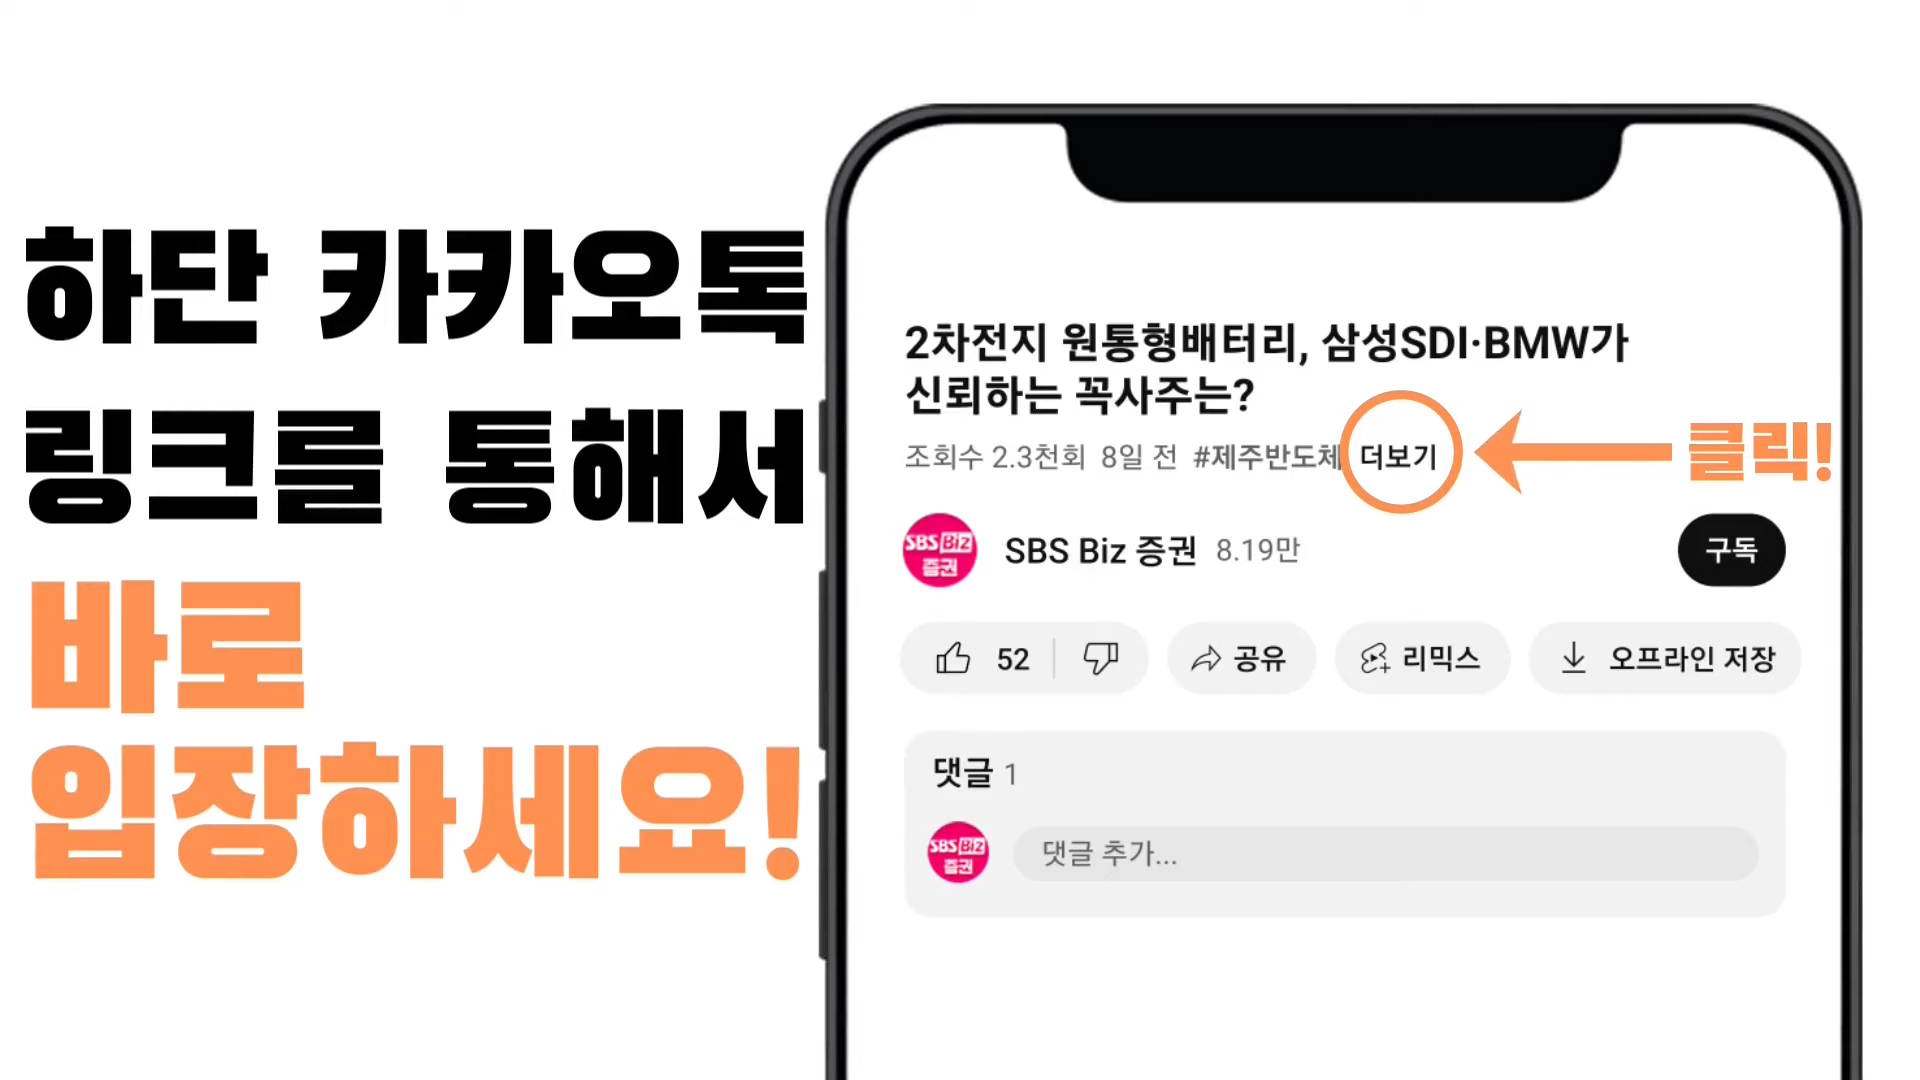 하단 카카오톡
링크를 통해서
바로
입장하세요!
2차전지 원통형배터리, 삼성SDI·BMW가
신뢰하는 꼭사주는?
조회수 2.3천회 8일 전 #제주반도체 더보기
클릭!
SBS Biz 증권
SBS Biz 증권 8.19만
구독
52
공유
리믹스
오프라인 저장
댓글 1
SBS Biz 증권
댓글 추가...